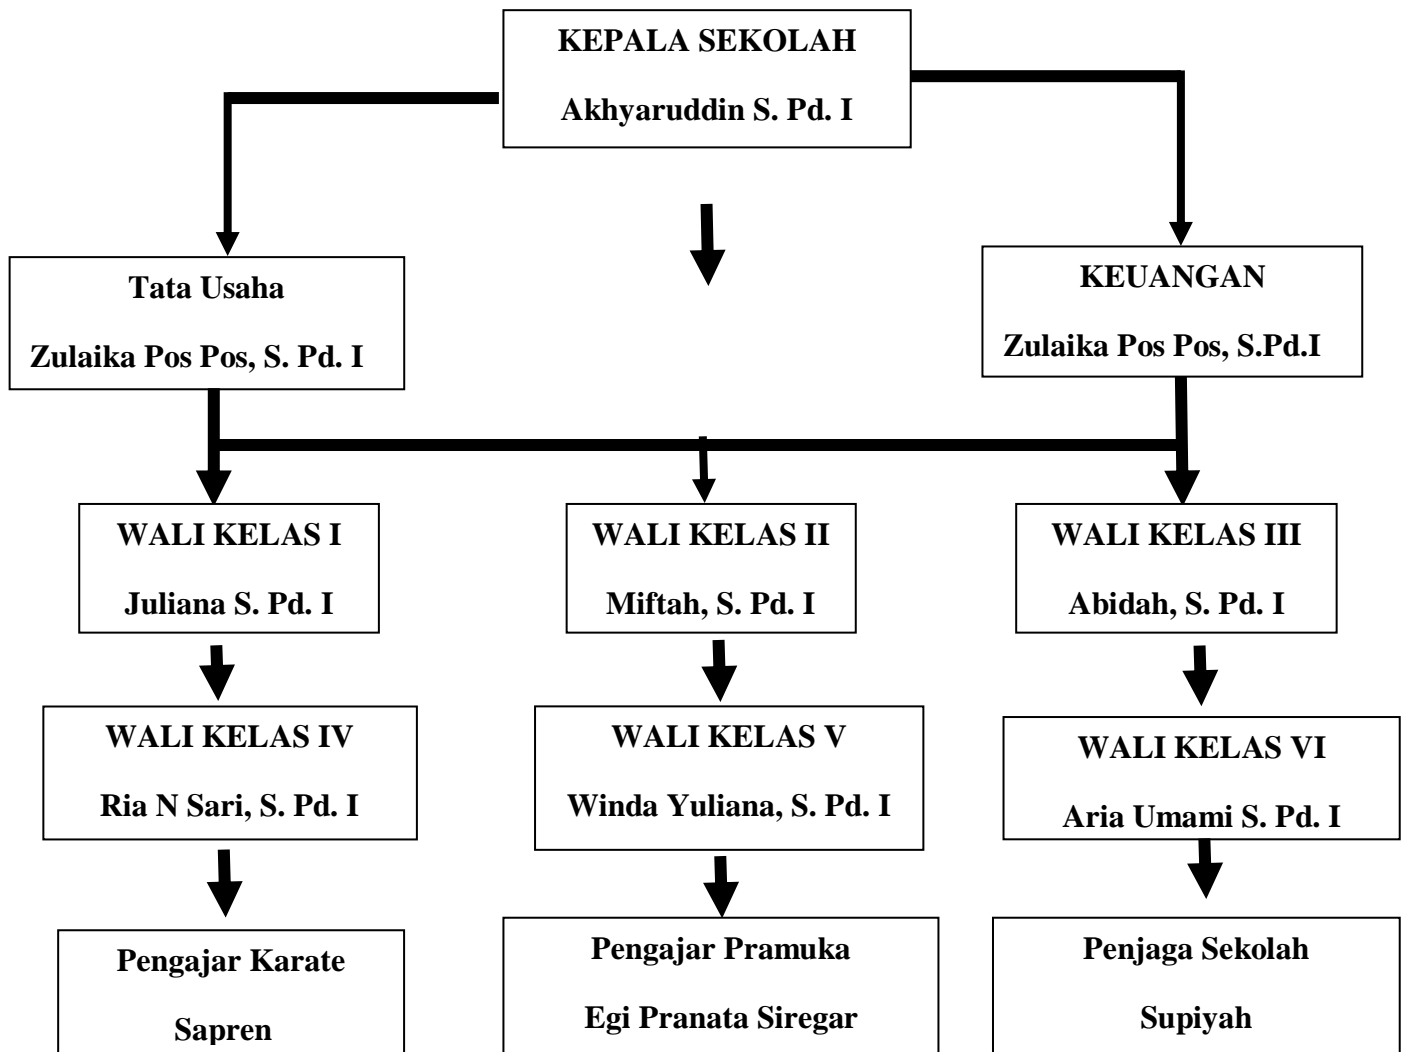 KEPALA SEKOLAH
Akhyaruddin S. Pd. I
Tata Usaha
Zulaika Pos Pos, S. Pd. I
KEUANGAN
Zulaika Pos Pos, S.Pd.I
WALI KELAS I
Juliana S. Pd. I
WALI KELAS II
Miftah, S. Pd. I
WALI KELAS III
Abidah, S. Pd. I
WALI KELAS IV
Ria N Sari, S. Pd. I
WALI KELAS V
Winda Yuliana, S. Pd. I
WALI KELAS VI
Aria Umami S. Pd. I
Pengajar Karate
Sapren
Pengajar Pramuka
Egi Pranata Siregar
Penjaga Sekolah
Supiyah